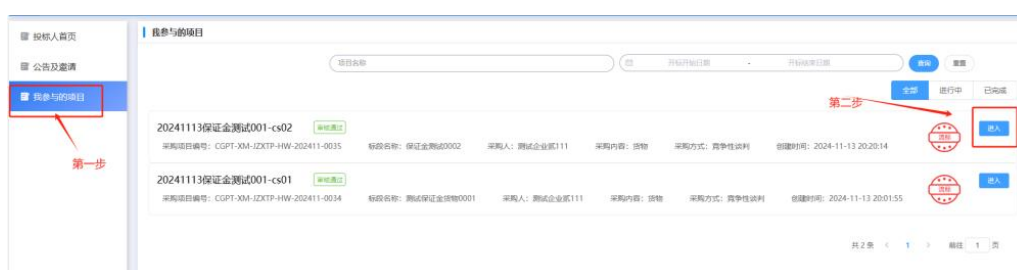 投标人首页
公告及邀请
我参与的项目
第一步
我参与的项目
项目名称
开标开始日期 - 开标结束日期
查询 重置
全部 进行中 已完成
第二步
20241113保证金测试001-cs02 审核通过
采购项目编号：CGPT-XM-JZXTP-HW-202411-0035 标段名称：保证金测试0002 采购人：测试企业贰111 采购内容：货物 采购方式：竞争性谈判 创建时间：2024-11-13 20:20:14
流标
进入
20241113保证金测试001-cs01 审核通过
采购项目编号：CGPT-XM-JZXTP-HW-202411-0034 标段名称：测试保证金货物0001 采购人：测试企业贰111 采购内容：货物 采购方式：竞争性谈判 创建时间：2024-11-13 20:01:55
流标
进入
共 2 条 < 1 > 前往 1 页